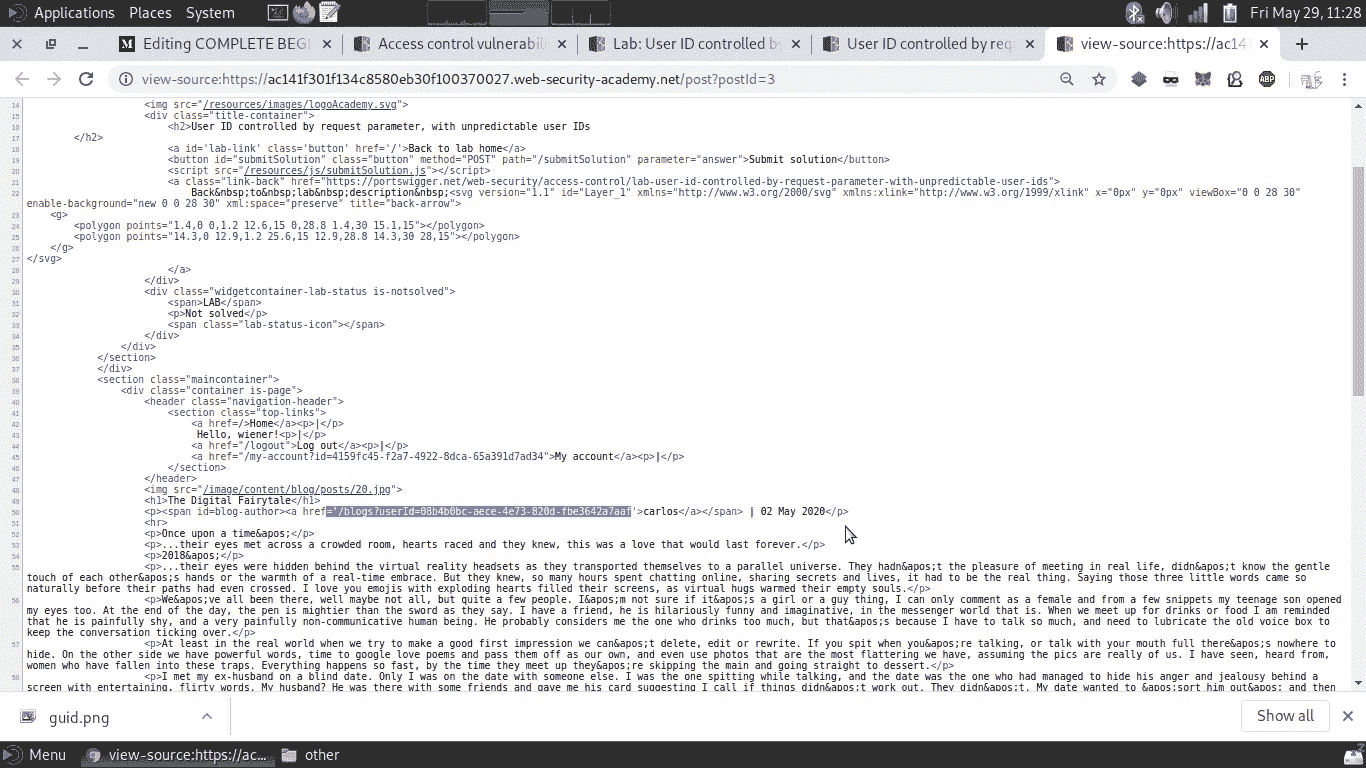 Applications Places System Fri May 29, 11:28
Editing COMPLETE BEGI Access control vulnerabili Lab: User ID controlled by User ID controlled by req view-source:https://ac14
view-source:https://ac141f301f134c8580eb30f100370027.web-security-academy.net/post?postId=3
ABP
14 <img src="/resources/images/logoAcademy.svg">
15 <div class="title-container">
16 <h2>User ID controlled by request parameter, with unpredictable user IDs
17 </h2>
18 <a id='lab-link' class='button' href='/'>Back to lab home</a>
19 <button id="submitSolution" class="button" method="POST" path="/submitSolution" parameter="answer">Submit solution</button>
20 <script src="/resources/js/submitSolution.js"></script>
21 <a class="link-back" href="https://portswigger.net/web-security/access-control/lab-user-id-controlled-by-request-parameter-with-unpredictable-user-ids">
22 Back&nbsp;to&nbsp;lab&nbsp;description&nbsp;<svg version="1.1" id="Layer_1" xmlns="http://www.w3.org/2000/svg" xmlns:xlink="http://www.w3.org/1999/xlink" x="0px" y="0px" viewBox="0 0 28 30"
enable-background="new 0 0 28 30" xml:space="preserve" title="back-arrow">
23 <g>
24 <polygon points="1.4,0 0,1.2 12.6,15 0,28.8 1.4,30 15.1,15"></polygon>
25 <polygon points="14.3,0 12.9,1.2 25.6,15 12.9,28.8 14.3,30 28,15"></polygon>
26 </g>
27 </svg>
28 </a>
29 </div>
30 <div class="widgetcontainer-lab-status is-notsolved">
31 <span>LAB</span>
32 <p>Not solved</p>
33 <span class="lab-status-icon"></span>
34 </div>
35 </div>
36 </section>
37 </div>
38 <section class="maincontainer">
39 <div class="container is-page">
40 <header class="navigation-header">
41 <section class="top-links">
42 <a href=/>Home</a><p>|</p>
43 Hello, wiener!<p>|</p>
44 <a href="/logout">Log out</a><p>|</p>
45 <a href="/my-account?id=4159fc45-f2a7-4922-8dca-65a391d7ad34">My account</a><p>|</p>
46 </section>
47 </header>
48 <img src="/image/content/blog/posts/20.jpg">
49 <h1>The Digital Fairytale</h1>
50 <p><span id=blog-author><a href='/blogs?userId=08b4b0bc-aece-4e73-820d-fbe3642a7aaf'>carlos</a></span> | 02 May 2020</p>
51 <hr>
52 <p>Once upon a time&apos;</p>
53 <p>...their eyes met across a crowded room, hearts raced and they knew, this was a love that would last forever.</p>
54 <p>2018&apos;</p>
55 <p>...their eyes were hidden behind the virtual reality headsets as they transported themselves to a parallel universe. They hadn&apos;t the pleasure of meeting in real life, didn&apos;t know the gentle
touch of each other&apos;s hands or the warmth of a real-time embrace. But they knew, so many hours spent chatting online, sharing secrets and lives, it had to be the real thing. Saying those three little words came so
naturally before their paths had even crossed. I love you emojis with exploding hearts filled their screens, as virtual hugs warmed their empty souls.</p>
56 <p>We&apos;ve all been there, well maybe not all, but quite a few people. I&apos;m not sure if it&apos;s a girl or a guy thing, I can only comment as a female and from a few snippets my teenage son opened
my eyes too. At the end of the day, the pen is mightier than the sword as they say. I have a friend, he is hilariously funny and imaginative, in the messenger world that is. When we meet up for drinks or food I am reminded
that he is painfully shy, and a very painfully non-communicative human being. He probably considers me the one who drinks too much, but that&apos;s because I have to talk so much, and need to lubricate the old voice box to
keep the conversation ticking over.</p>
57 <p>At least in the real world when we try to make a good first impression we can&apos;t delete, edit or rewrite. If you spit when you&apos;re talking, or talk with your mouth full there&apos;s nowhere to
hide. On the other side we have powerful words, time to google love poems and pass them off as our own, and even use photos that are the most flattering we have, assuming the pics are really of us. I have seen, heard from,
women who have fallen into these traps. Everything happens so fast, by the time they meet up they&apos;re skipping the main and going straight to dessert.</p>
58 <p>I met my ex-husband on a blind date. Only I was on the date with someone else. I was the one spitting while talking, and the date was the one who had managed to hide his anger and jealousy behind a
screen with entertaining, flirty words. My husband? He was there with some friends and gave me his card suggesting I call if things didn&apos;t work out. They didn&apos;t. My date wanted to &apos;sort him out&apos; and then
guid.png Show all
Menu view-source:https://ac... other